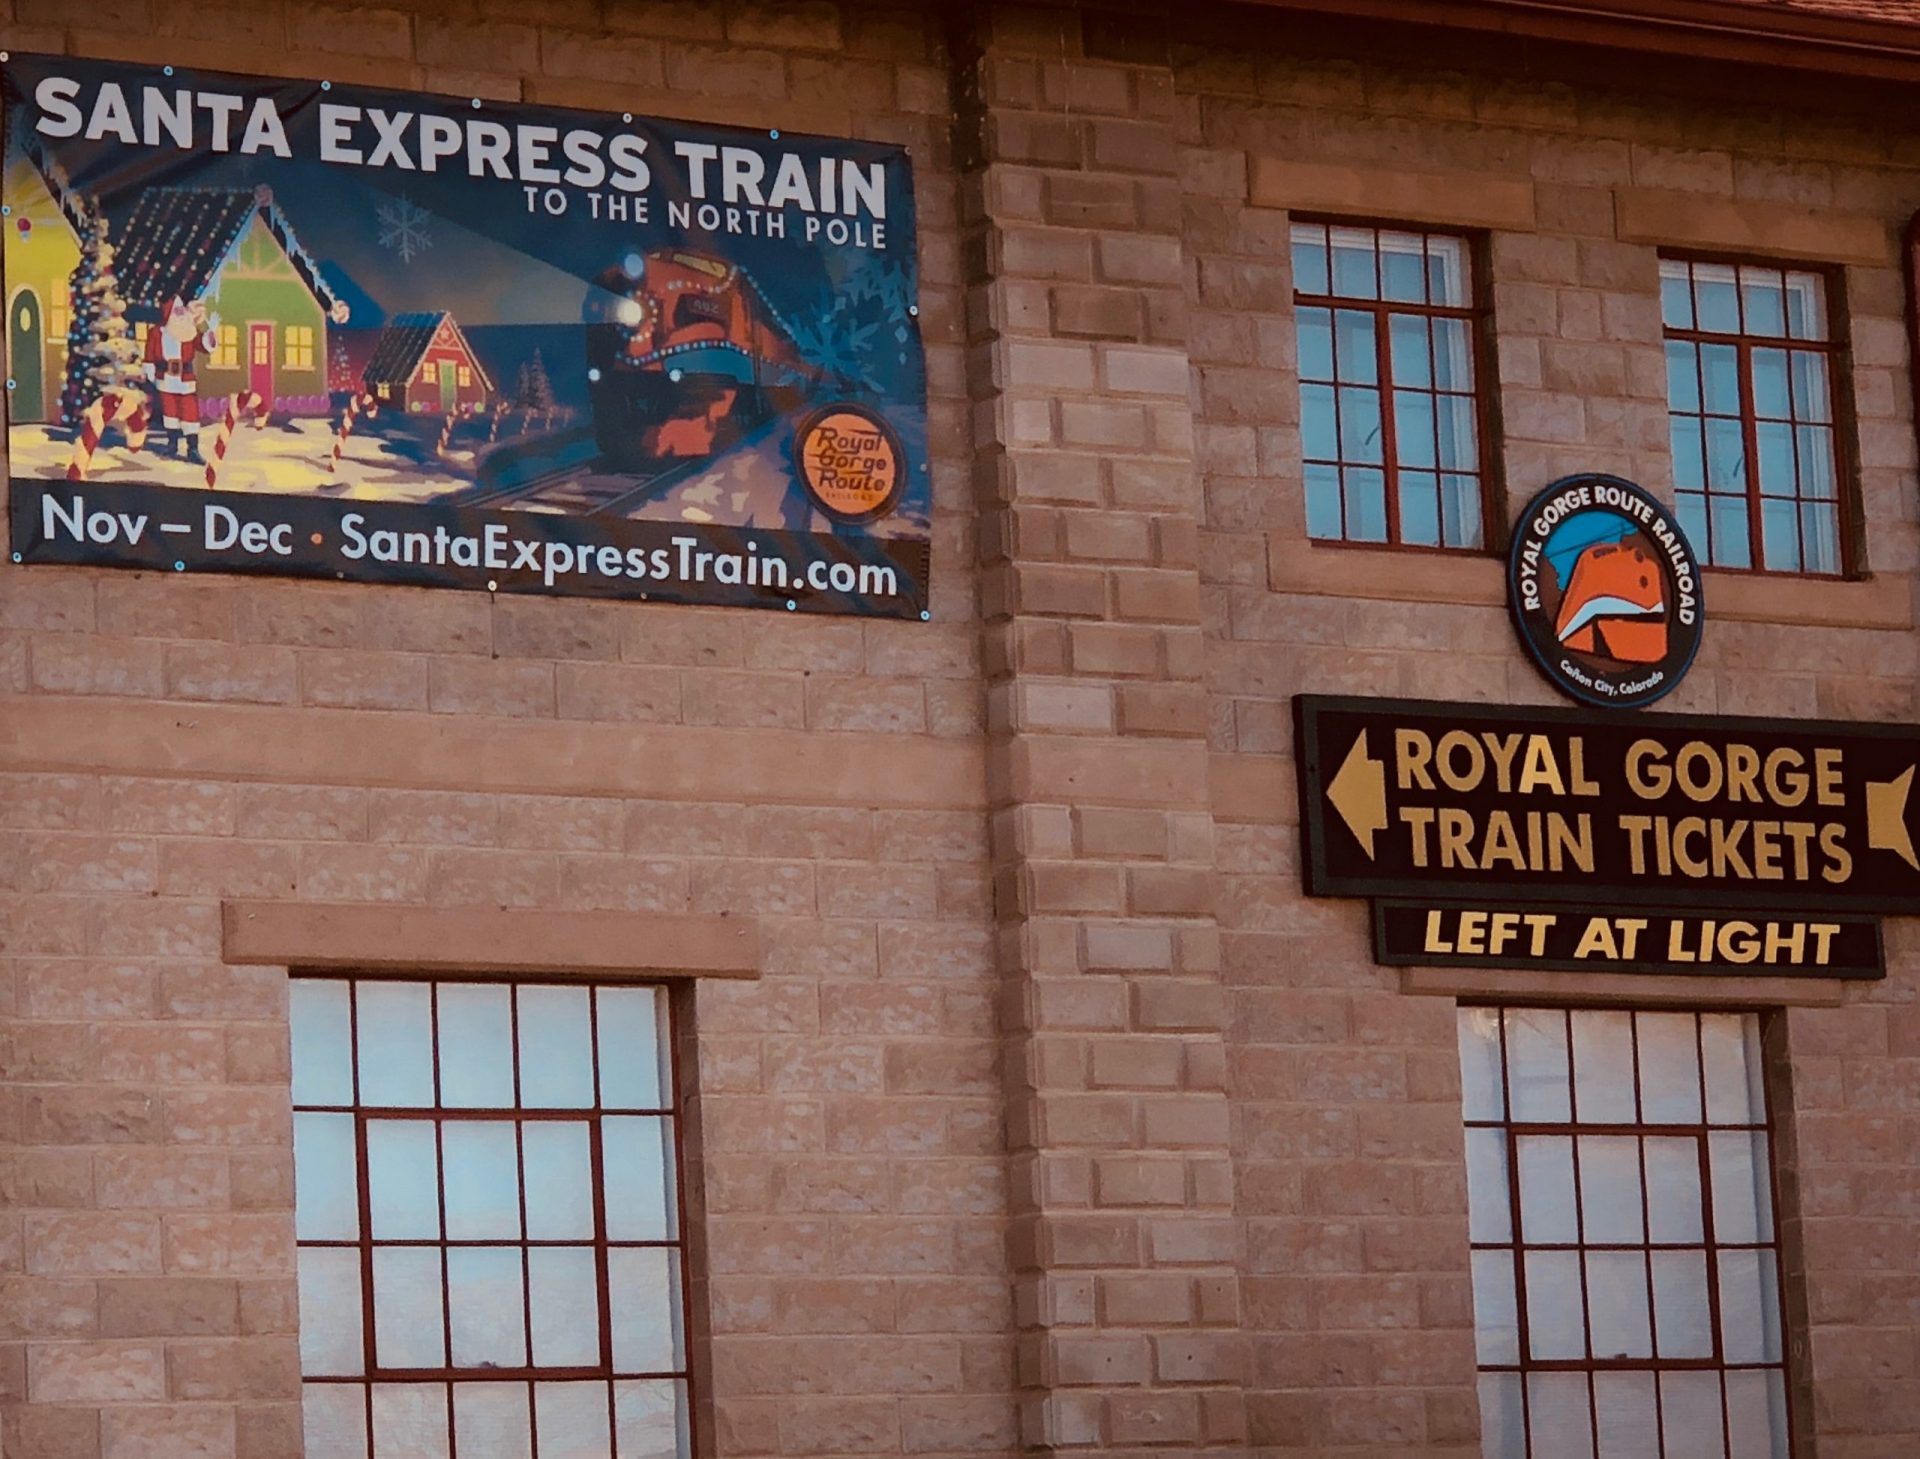 SANTA EXPRESS TRAIN
TO THE NORTH POLE
Royal
Gorge
Route
RAILROAD
Nov – Dec • SantaExpressTrain.com
ROYAL GORGE ROUTE RAILROAD
Cañon City, Colorado
ROYAL GORGE
TRAIN TICKETS
LEFT AT LIGHT